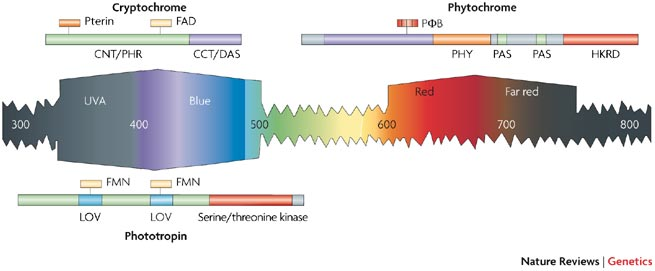 Cryptochrome
Phytochrome
Pterin
FAD
PΦB
CNT/PHR
CCT/DAS
PHY
PAS
PAS
HKRD
UVA
Blue
Red
Far red
300
400
500
600
700
800
FMN
FMN
LOV
LOV
Serine/threonine kinase
Phototropin
Nature Reviews | Genetics